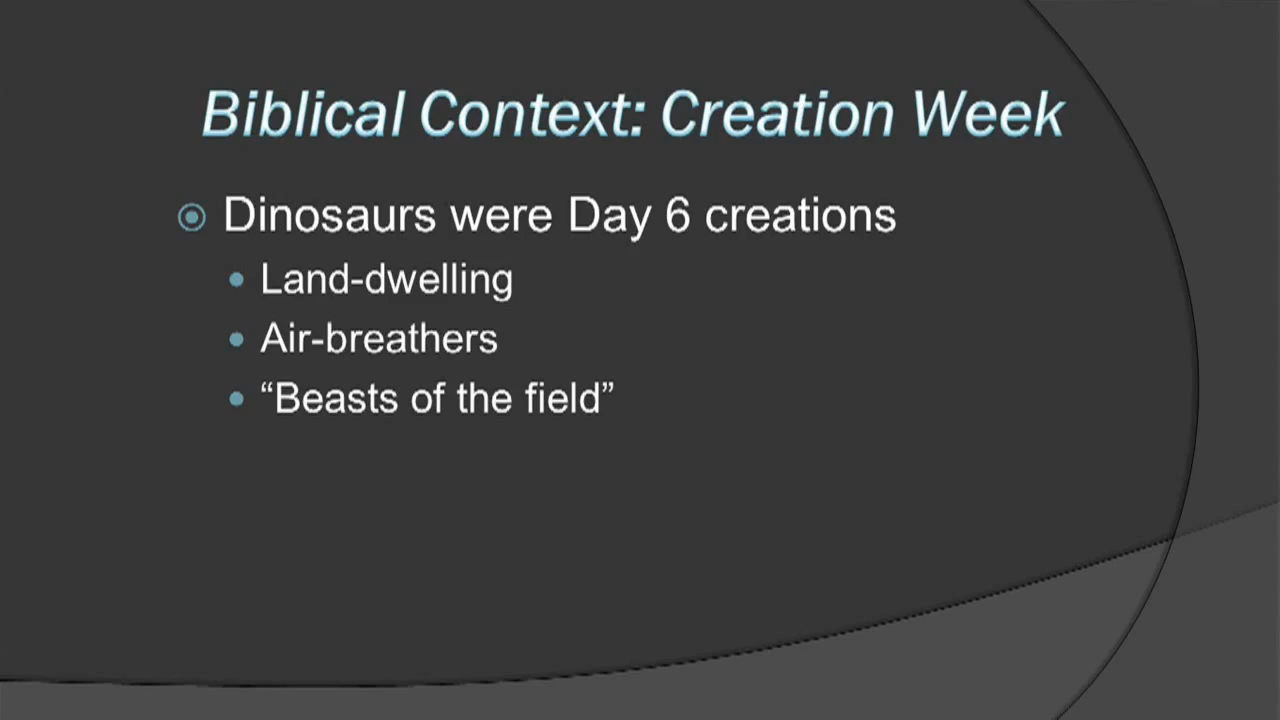 Biblical Context: Creation Week
Dinosaurs were Day 6 creations
Land-dwelling
Air-breathers
“Beasts of the field”